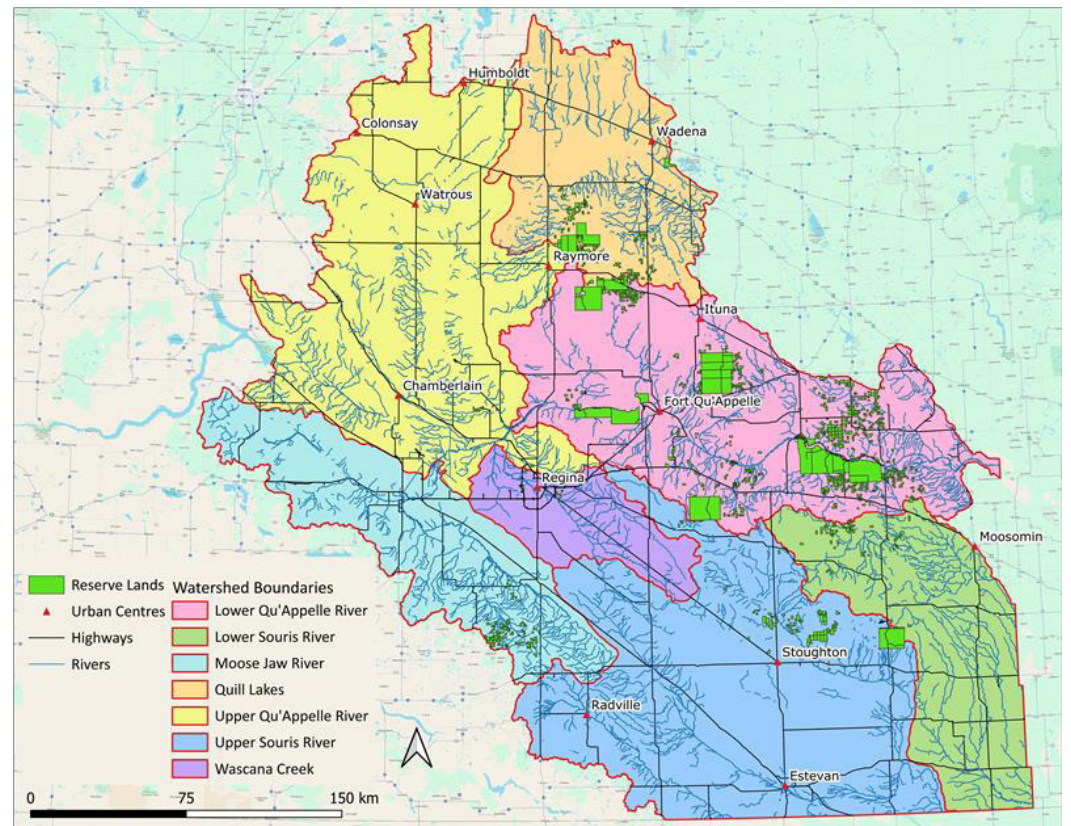 Humboldt
Colonsay
Wadena
Watrous
Raymore
Ituna
Chamberlain
Fort Qu'Appelle
Regina
Moosomin
Stoughton
Radville
Estevan
Reserve Lands
Urban Centres
Highways
Rivers
Watershed Boundaries
Lower Qu'Appelle River
Lower Souris River
Moose Jaw River
Quill Lakes
Upper Qu'Appelle River
Upper Souris River
Wascana Creek
0 75 150 km